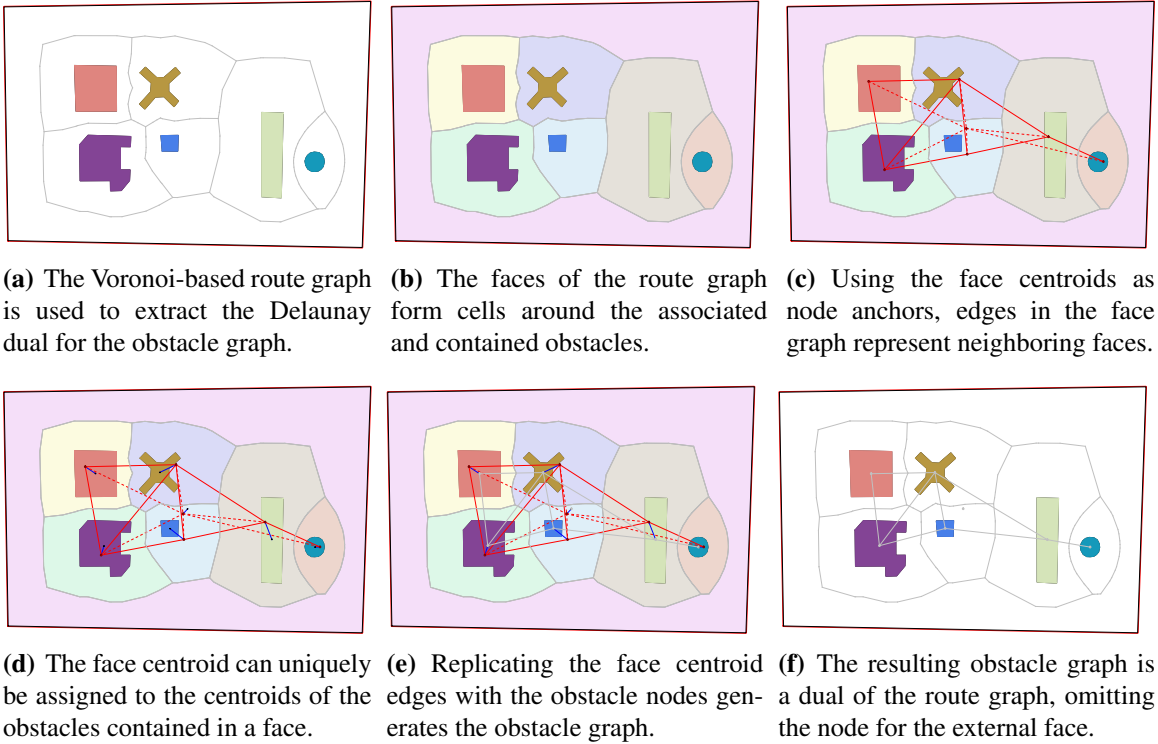 (a) The Voronoi-based route graph
is used to extract the Delaunay
dual for the obstacle graph.
(b) The faces of the route graph
form cells around the associated
and contained obstacles.
(c) Using the face centroids as
node anchors, edges in the face
graph represent neighboring faces.
(d) The face centroid can uniquely
be assigned to the centroids of the
obstacles contained in a face.
(e) Replicating the face centroid
edges with the obstacle nodes gen-
erates the obstacle graph.
(f) The resulting obstacle graph is
a dual of the route graph, omitting
the node for the external face.